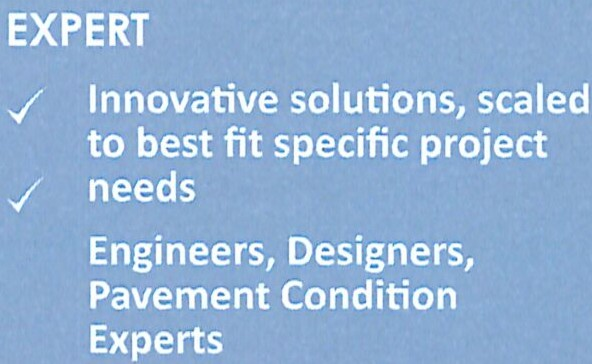 EXPERT
✓ Innovative solutions, scaled
to best fit specific project
✓ needs
Engineers, Designers,
Pavement Condition
Experts